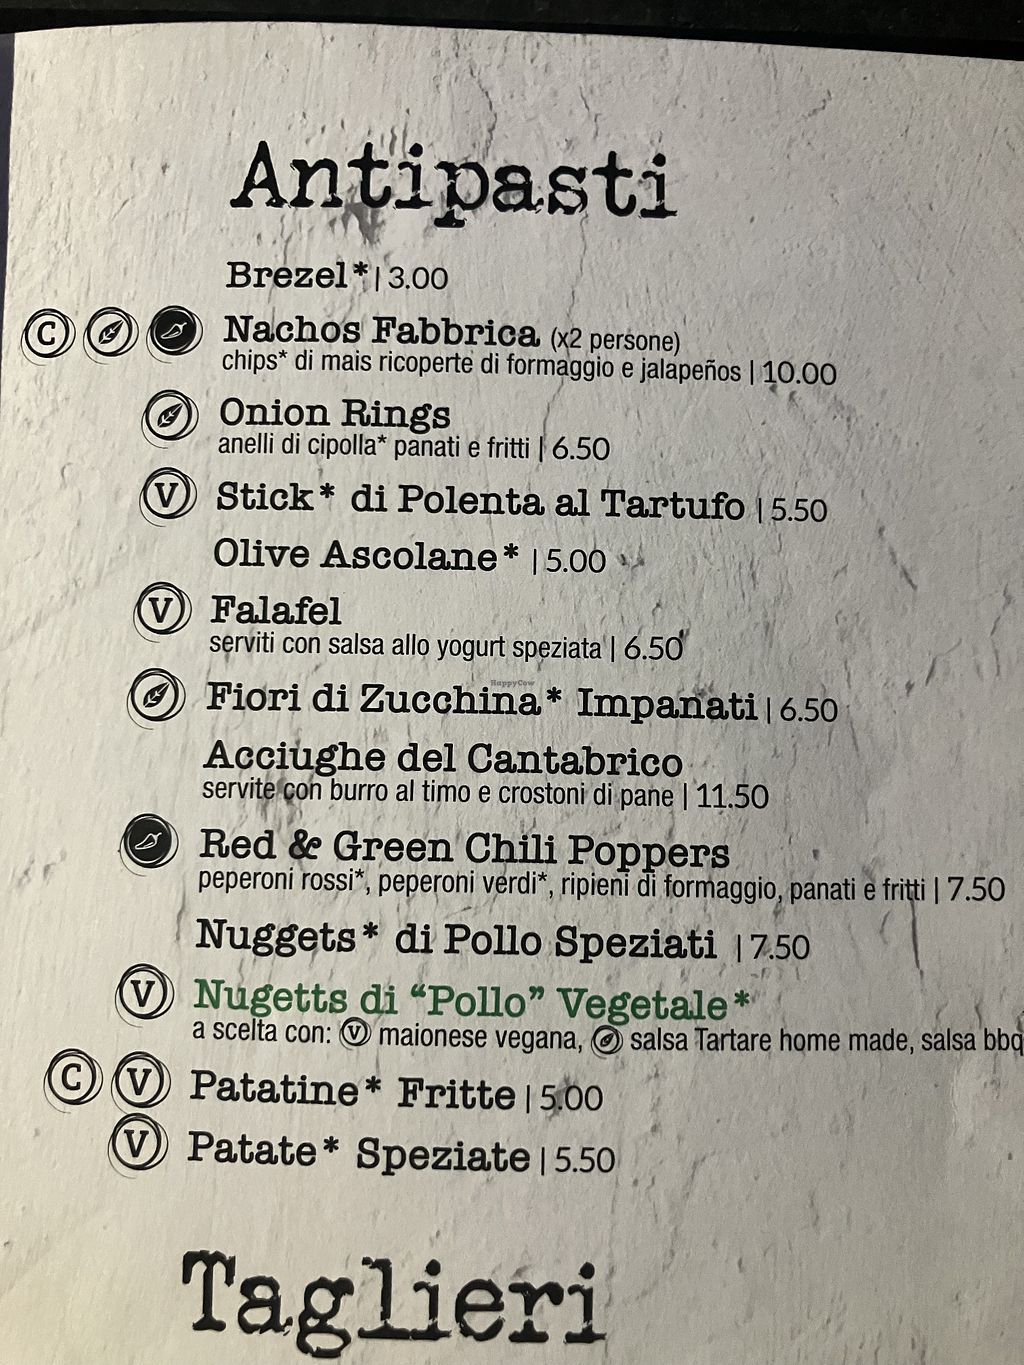 Antipasti
Brezel* | 3.00
C Nachos Fabbrica (x2 persone)
chips* di mais ricoperte di formaggio e jalapeños | 10.00
Onion Rings
anelli di cipolla* panati e fritti | 6.50
V Stick* di Polenta al Tartufo | 5.50
Olive Ascolane* | 5.00
V Falafel
serviti con salsa allo yogurt speziata | 6.50
HappyCow
Fiori di Zucchina* Impanati | 6.50
Acciughe del Cantabrico
servite con burro al timo e crostoni di pane | 11.50
Red & Green Chili Poppers
peperoni rossi*, peperoni verdi*, ripieni di formaggio, panati e fritti | 7.50
Nuggets* di Pollo Speziati | 7.50
V Nugetts di “Pollo” Vegetale*
a scelta con: V maionese vegana, salsa Tartare home made, salsa bbq
C V Patatine* Fritte | 5.00
V Patate* Speziate | 5.50
Taglieri